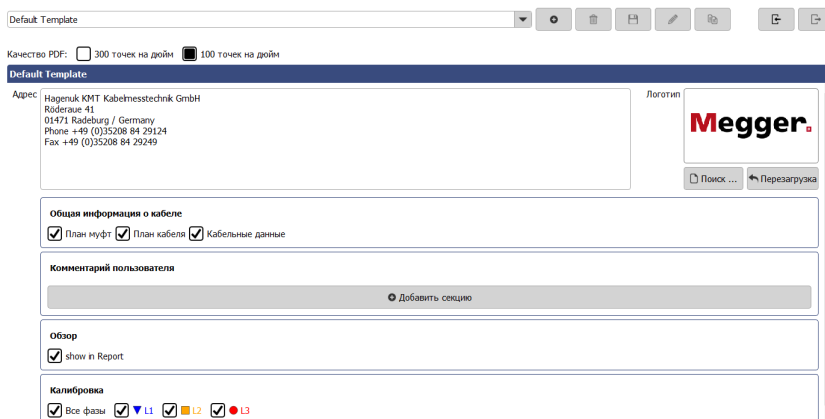 Default Template
Качество PDF: 300 точек на дюйм 100 точек на дюйм
Default Template
Адрес
Hagenuk KMT Kabelmesstechnik GmbH
Röderaue 41
01471 Radeburg / Germany
Phone +49 (0)35208 84 29124
Fax +49 (0)35208 84 29249
Логотип
Megger.
Поиск ... Перезагрузка
Общая информация о кабеле
План муфт План кабеля Кабельные данные
Комментарий пользователя
Добавить секцию
Обзор
show in Report
Калибровка
Все фазы L1 L2 L3